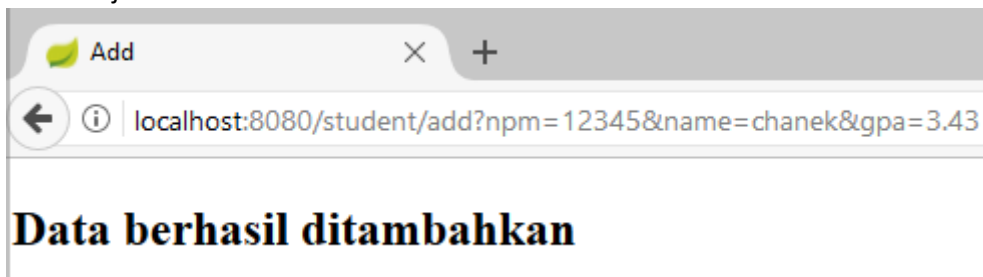 Add
localhost:8080/student/add?npm=12345&name=chanek&gpa=3.43
Data berhasil ditambahkan